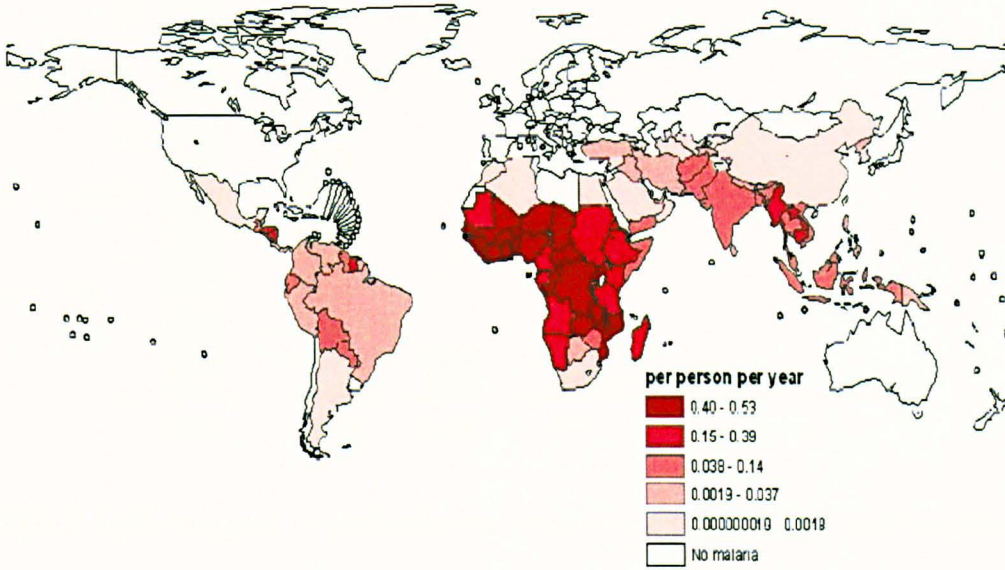 per person per year
0.40 - 0.53
0.15 - 0.39
0.038 - 0.14
0.0019 - 0.037
0.000000019 0.0019
No malaria